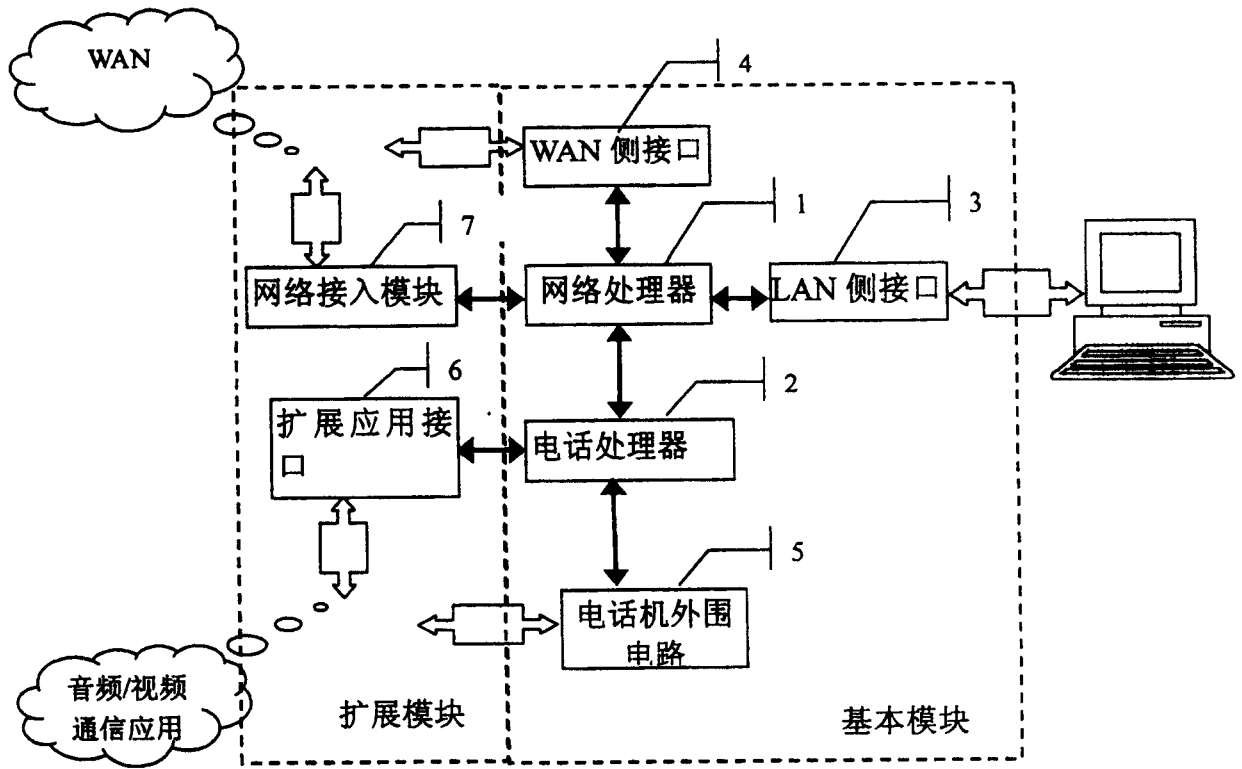 WAN
4
WAN 侧接口
7
1
3
网络接入模块
网络处理器
LAN 侧接口
6
2
扩展应用接
口
电话处理器
5
电话机外围
电路
音频/视频
通信应用
扩展模块
基本模块